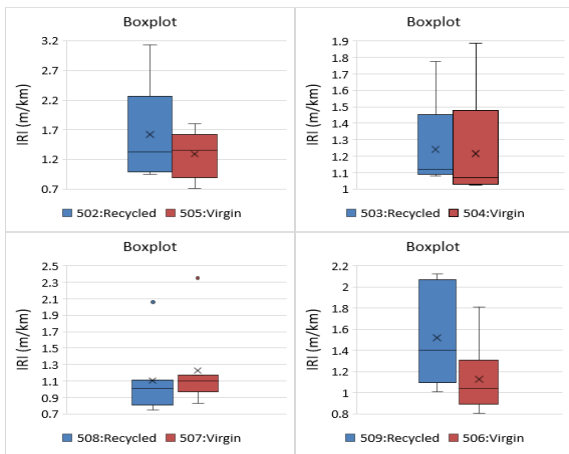 Boxplot
3.2
2.7
2.2
1.7
1.2
0.7
IRI (m/km)
502:Recycled 505:Virgin
Boxplot
1.9
1.8
1.7
1.6
1.5
1.4
1.3
1.2
1.1
1
IRI (m/km)
503:Recycled 504:Virgin
Boxplot
2.5
2.3
2.1
1.9
1.7
1.5
1.3
1.1
0.9
0.7
IRI (m/km)
508:Recycled 507:Virgin
Boxplot
2.2
2
1.8
1.6
1.4
1.2
1
0.8
IRI (m/km)
509:Recycled 506:Virgin